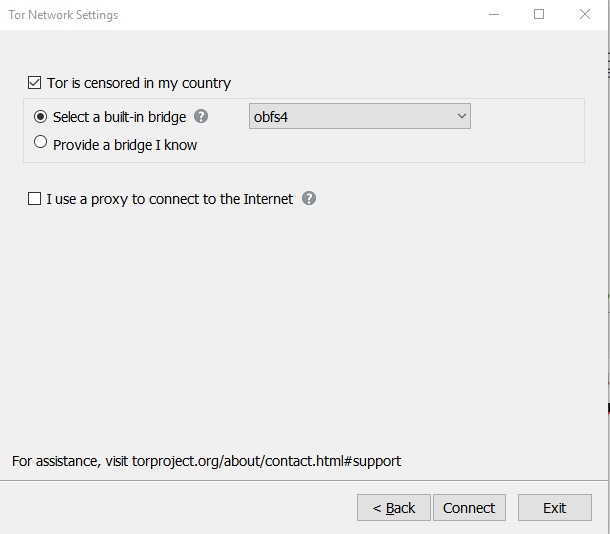 Tor Network Settings
Tor is censored in my country
Select a built-in bridge ? obfs4
Provide a bridge I know
I use a proxy to connect to the Internet ?
For assistance, visit torproject.org/about/contact.html#support
< Back Connect Exit